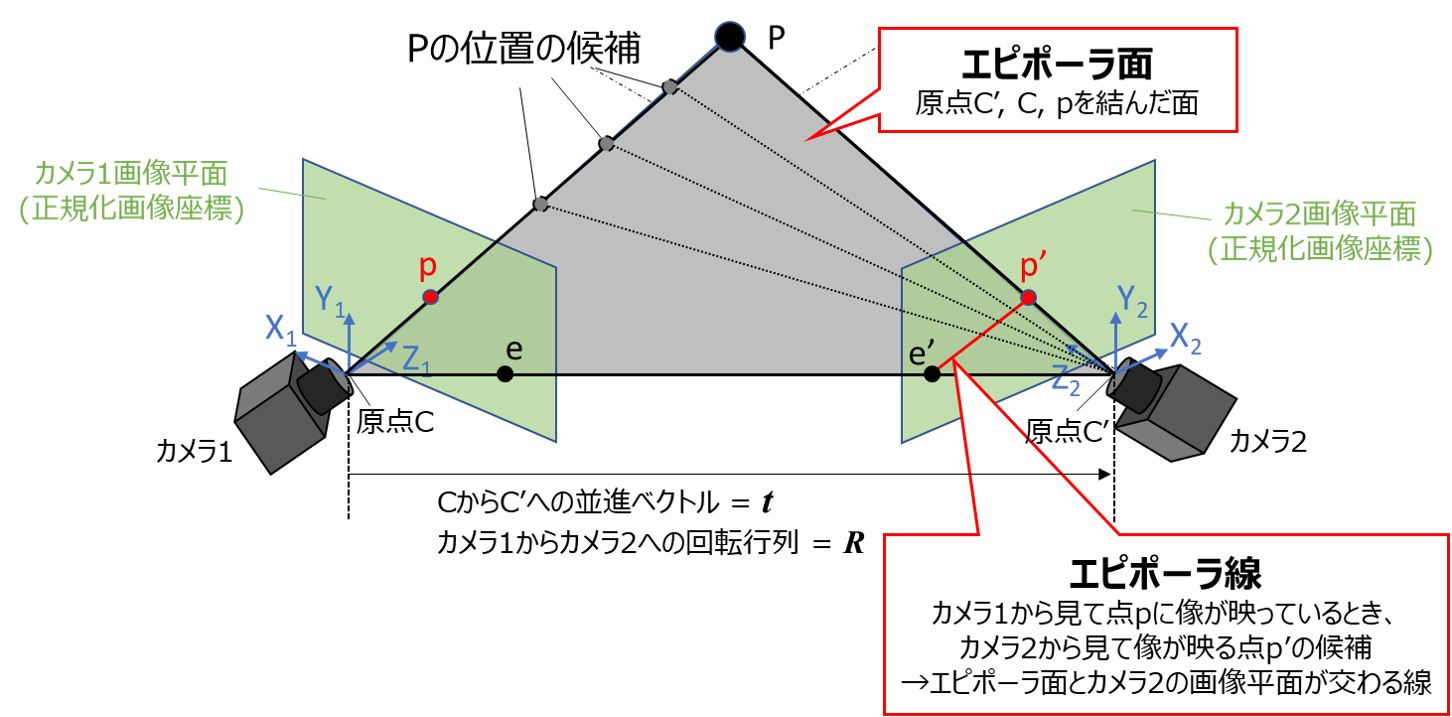 Pの位置の候補
P
エピポーラ面
原点C′, C, pを結んだ面
カメラ1画像平面
(正規化画像座標)
カメラ2画像平面
(正規化画像座標)
p
p′
X1
Y1
Z1
e
e′
Y2
X2
Z2
原点C
原点C′
カメラ1
カメラ2
CからC′への並進ベクトル = t
カメラ1からカメラ2への回転行列 = R
エピポーラ線
カメラ1から見て点pに像が映っているとき、
カメラ2から見て像が映る点p′の候補
→エピポーラ面とカメラ2の画像平面が交わる線